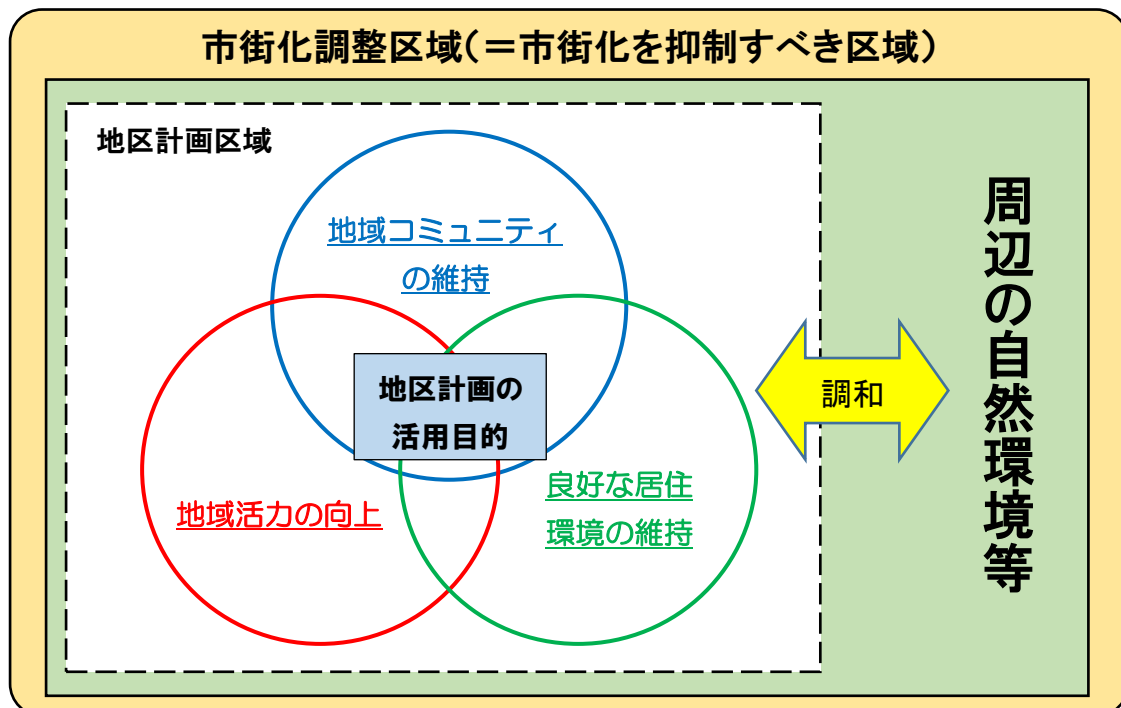 市街化調整区域(=市街化を抑制すべき区域)
地区計画区域
地域コミュニティ
の維持
地区計画の
活用目的
地域活力の向上
良好な居住
環境の維持
調和
周辺の自然環境等